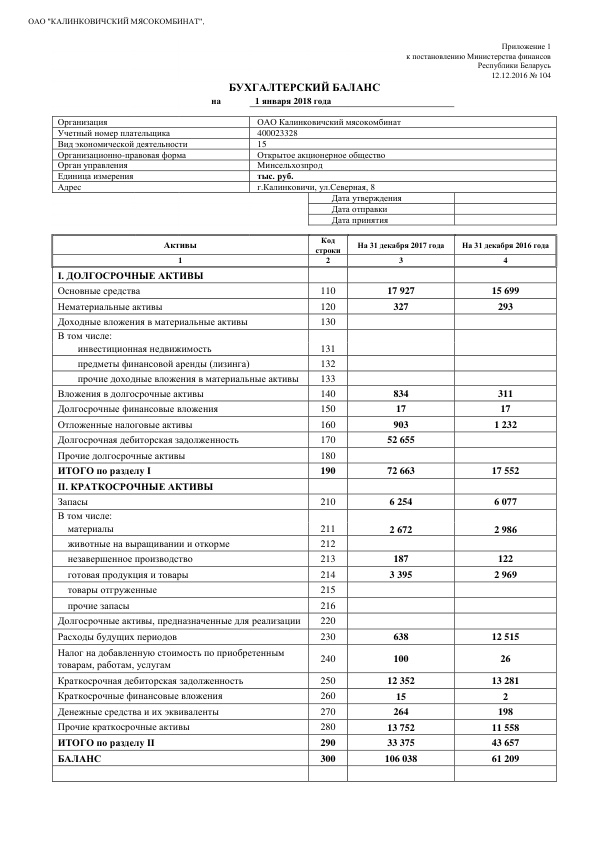 ОАО "КАЛИНКОВИЧСКИЙ МЯСОКОМБИНАТ",
Приложение 1
к постановлению Министерства финансов
Республики Беларусь
12.12.2016 № 104
БУХГАЛТЕРСКИЙ БАЛАНС
на 1 января 2018 года
Организация ОАО Калинковичский мясокомбинат
Учетный номер плательщика 400023328
Вид экономической деятельности 15
Организационно-правовая форма Открытое акционерное общество
Орган управления Минсельхозпрод
Единица измерения тыс. руб.
Адрес г.Калинковичи, ул.Северная, 8
Дата утверждения
Дата отправки
Дата принятия
Активы Код строки На 31 декабря 2017 года На 31 декабря 2016 года
1 2 3 4
I. ДОЛГОСРОЧНЫЕ АКТИВЫ
Основные средства 110 17 927 15 699
Нематериальные активы 120 327 293
Доходные вложения в материальные активы 130
В том числе:
инвестиционная недвижимость 131
предметы финансовой аренды (лизинга) 132
прочие доходные вложения в материальные активы 133
Вложения в долгосрочные активы 140 834 311
Долгосрочные финансовые вложения 150 17 17
Отложенные налоговые активы 160 903 1 232
Долгосрочная дебиторская задолженность 170 52 655
Прочие долгосрочные активы 180
ИТОГО по разделу I 190 72 663 17 552
II. КРАТКОСРОЧНЫЕ АКТИВЫ
Запасы 210 6 254 6 077
В том числе:
материалы 211 2 672 2 986
животные на выращивании и откорме 212
незавершенное производство 213 187 122
готовая продукция и товары 214 3 395 2 969
товары отгруженные 215
прочие запасы 216
Долгосрочные активы, предназначенные для реализации 220
Расходы будущих периодов 230 638 12 515
Налог на добавленную стоимость по приобретенным
товарам, работам, услугам 240 100 26
Краткосрочная дебиторская задолженность 250 12 352 13 281
Краткосрочные финансовые вложения 260 15 2
Денежные средства и их эквиваленты 270 264 198
Прочие краткосрочные активы 280 13 752 11 558
ИТОГО по разделу II 290 33 375 43 657
БАЛАНС 300 106 038 61 209